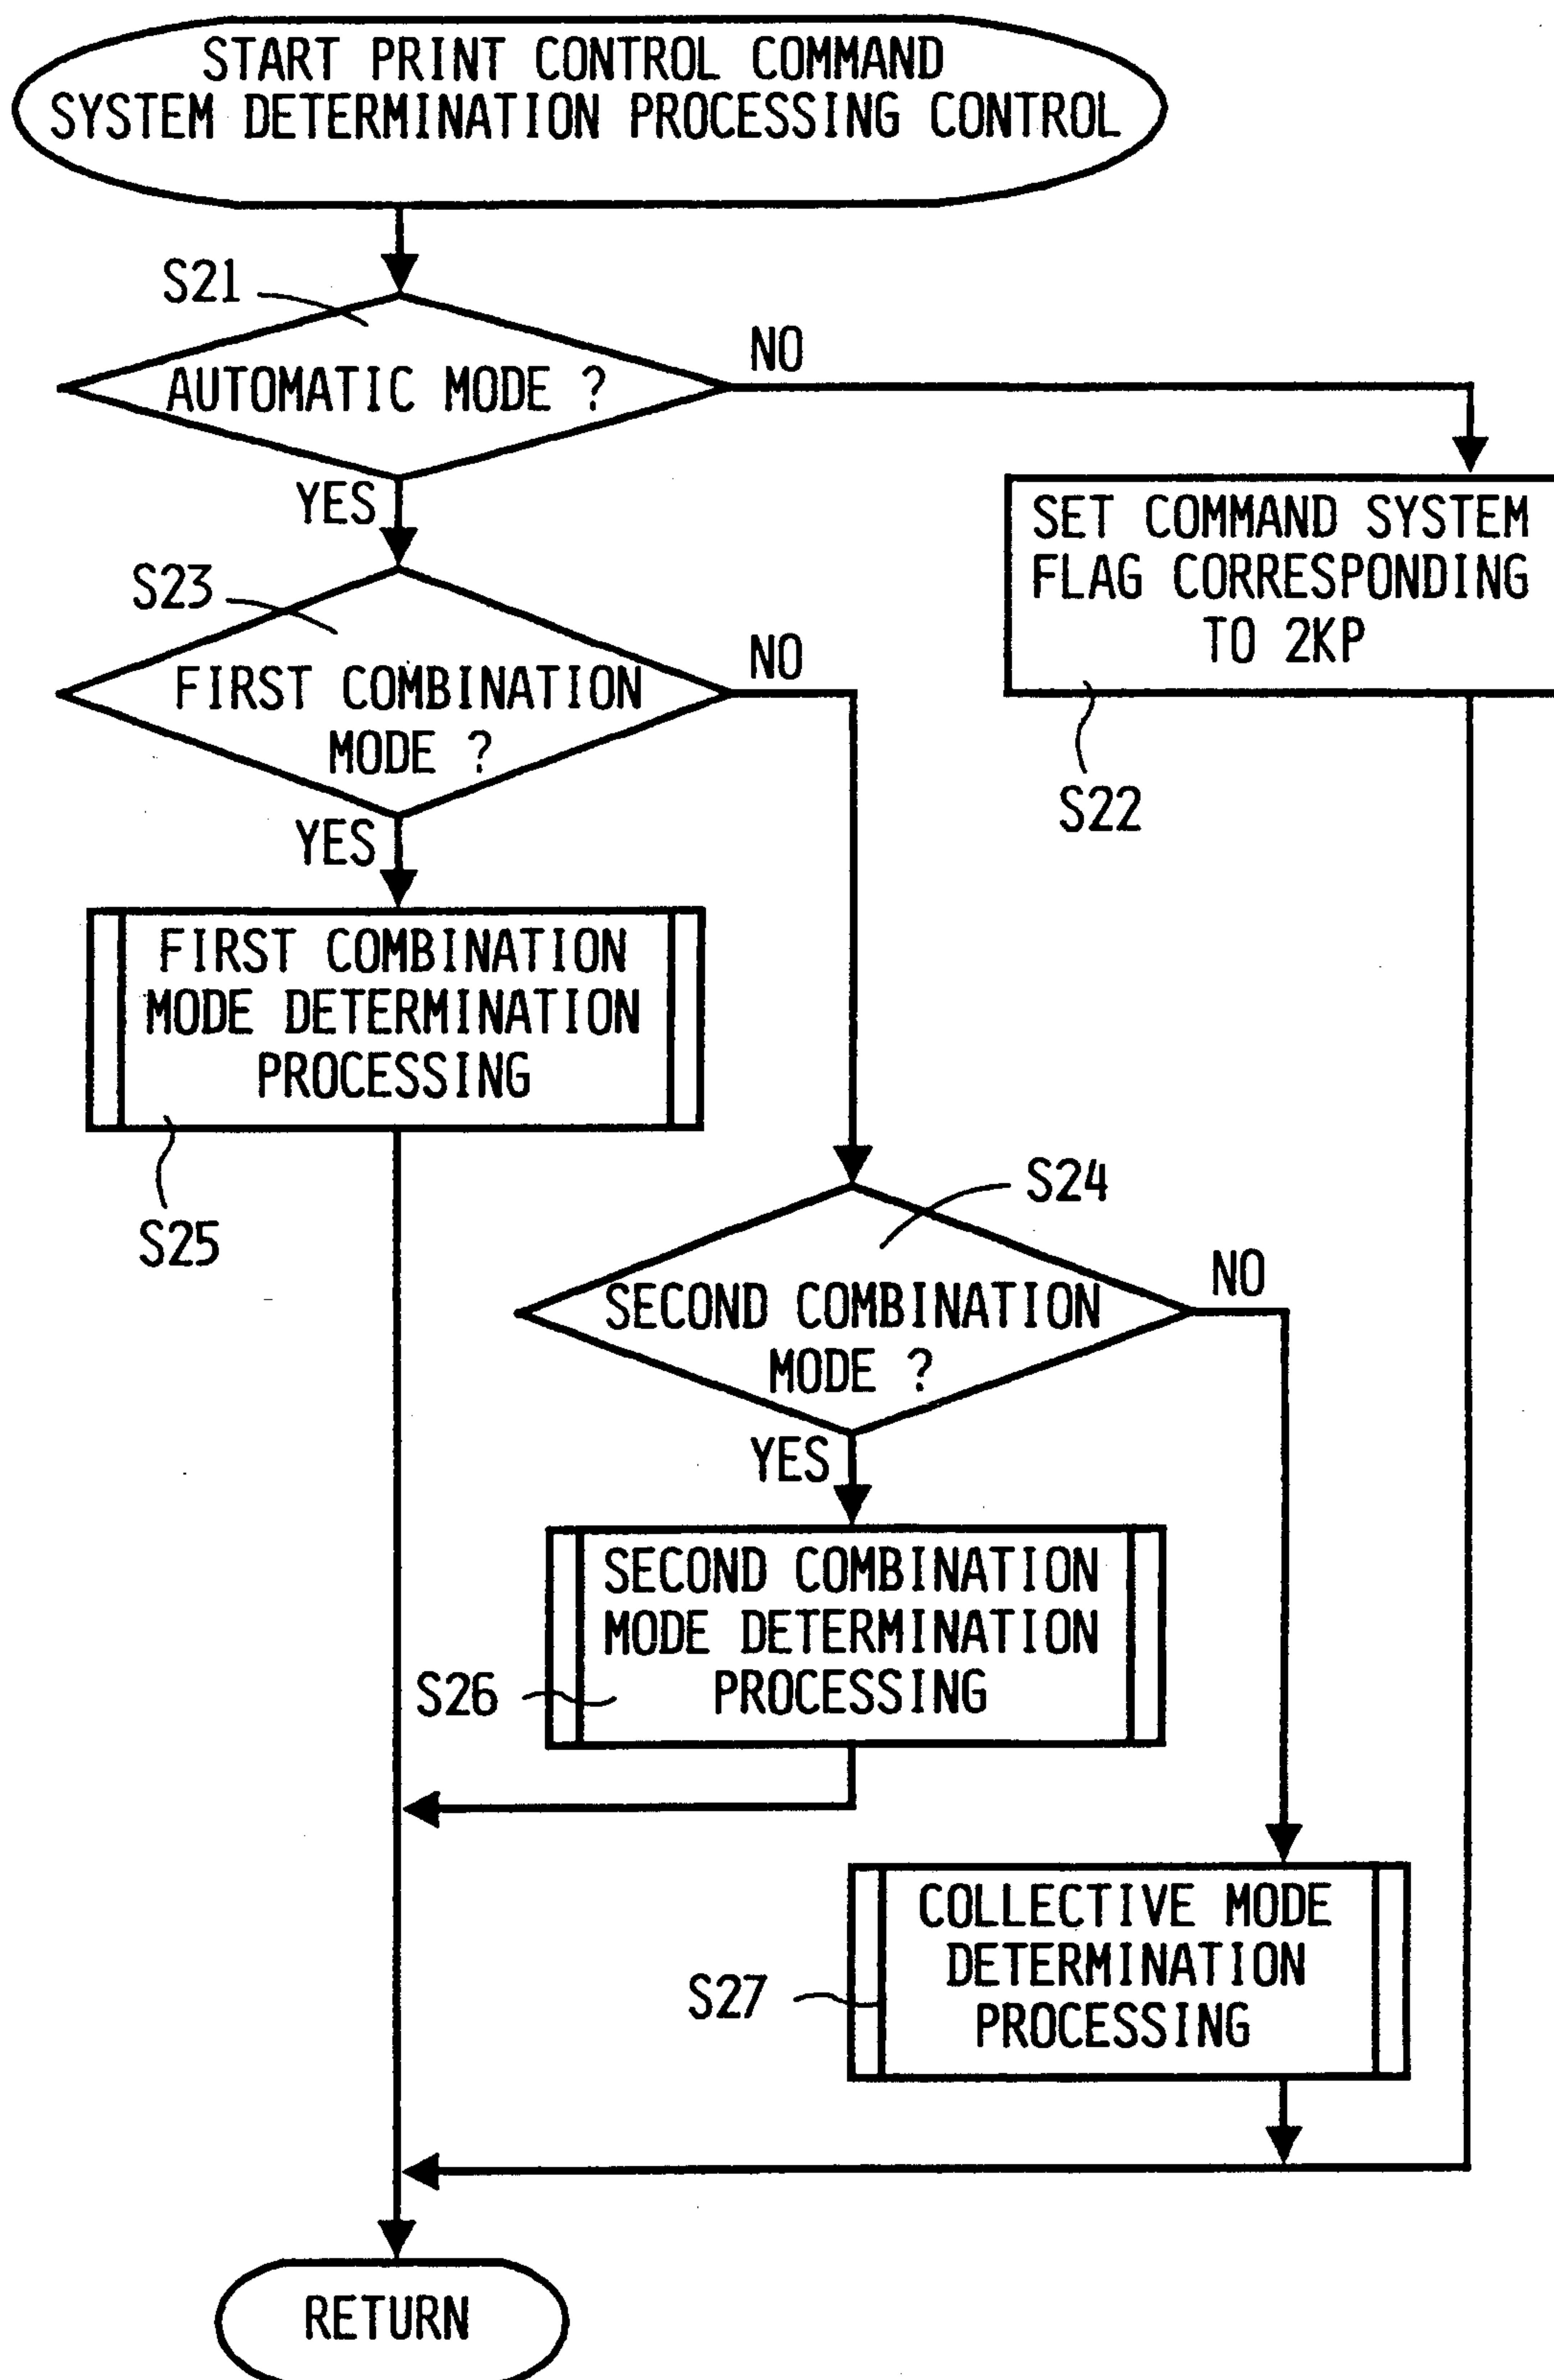 START PRINT CONTROL COMMAND
SYSTEM DETERMINATION PROCESSING CONTROL
S21
AUTOMATIC MODE ?
NO
YES
SET COMMAND SYSTEM
FLAG CORRESPONDING
TO 2KP
S22
S23
FIRST COMBINATION
MODE ?
NO
YES
FIRST COMBINATION
MODE DETERMINATION
PROCESSING
S25
S24
SECOND COMBINATION
MODE ?
NO
YES
SECOND COMBINATION
MODE DETERMINATION
PROCESSING
S26
COLLECTIVE MODE
DETERMINATION
PROCESSING
S27
RETURN